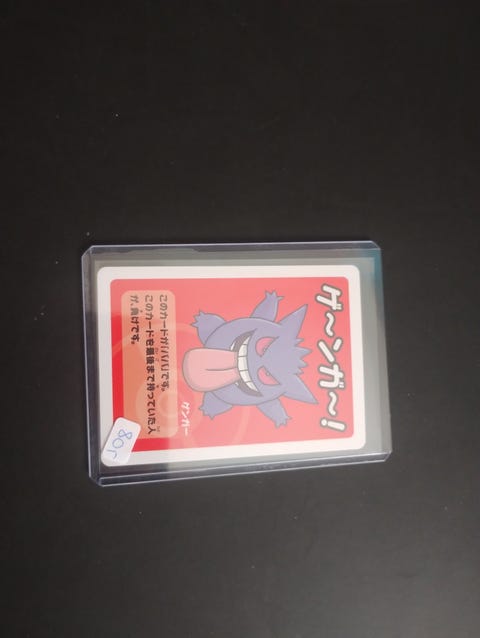 ゲ～ンガ～！
ゲンガー
このカードがババです。
このカードを最後まで持っていた人
が、負けです。